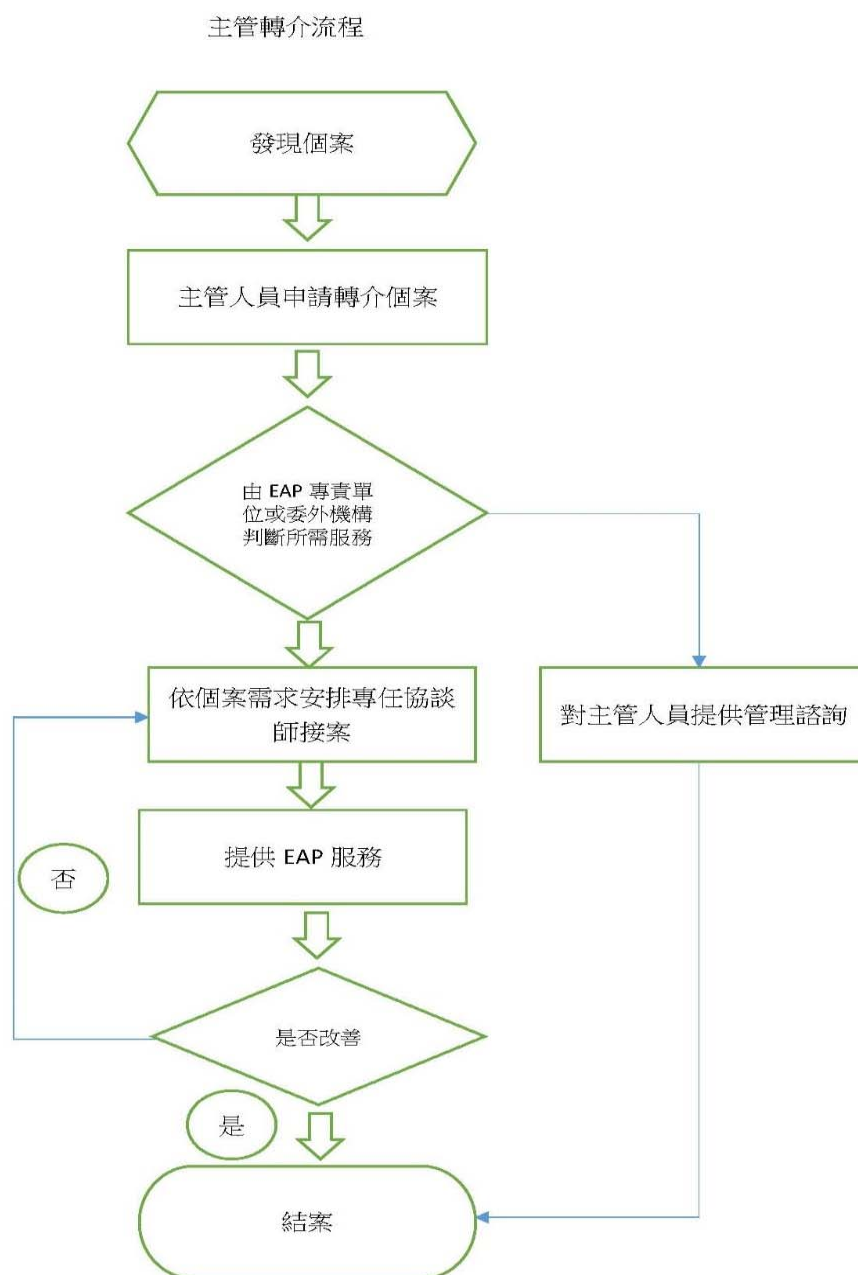 主管轉介流程
發現個案
主管人員申請轉介個案
由 EAP 專責單
位或委外機構
判斷所需服務
依個案需求安排專任協談
師接案
對主管人員提供管理諮詢
提供 EAP 服務
否
是否改善
是
結案